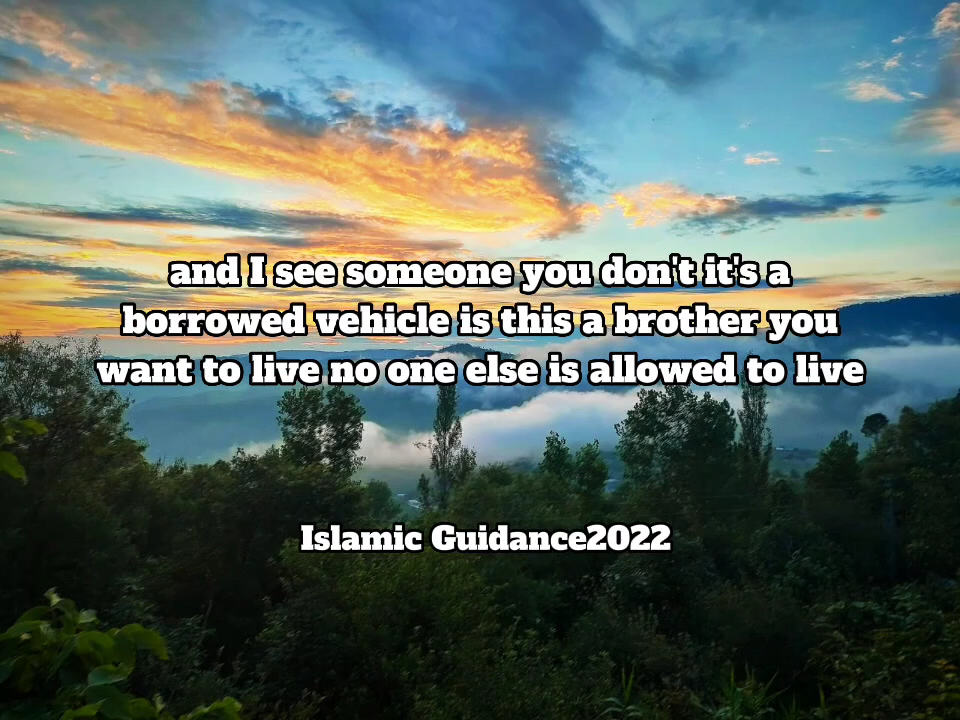 and I see someone you don't it's a
borrowed vehicle is this a brother you
want to live no one else is allowed to live
Islamic Guidance2022